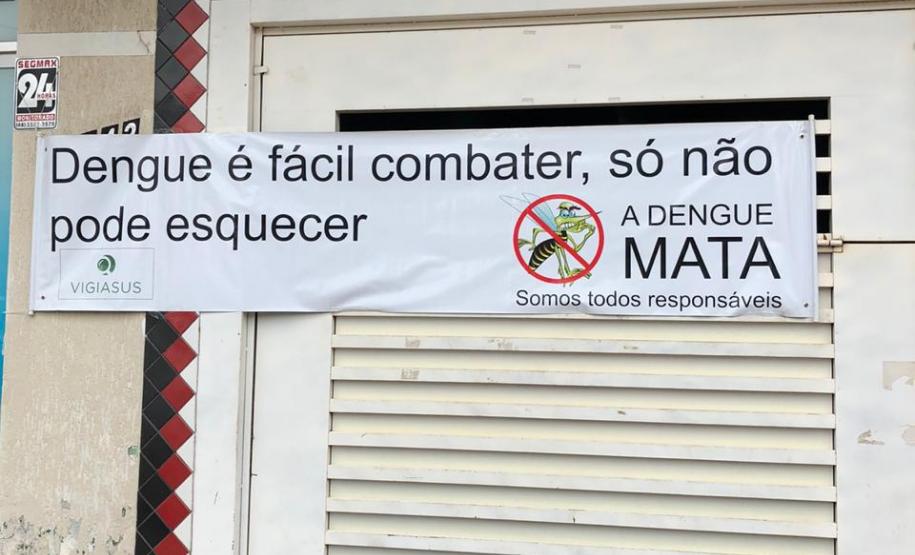 SEGMAX
24
HORAS
MONITORADO
Dengue é fácil combater, só não
pode esquecer
A DENGUE
MATA
Somos todos responsáveis
VIGIASUS